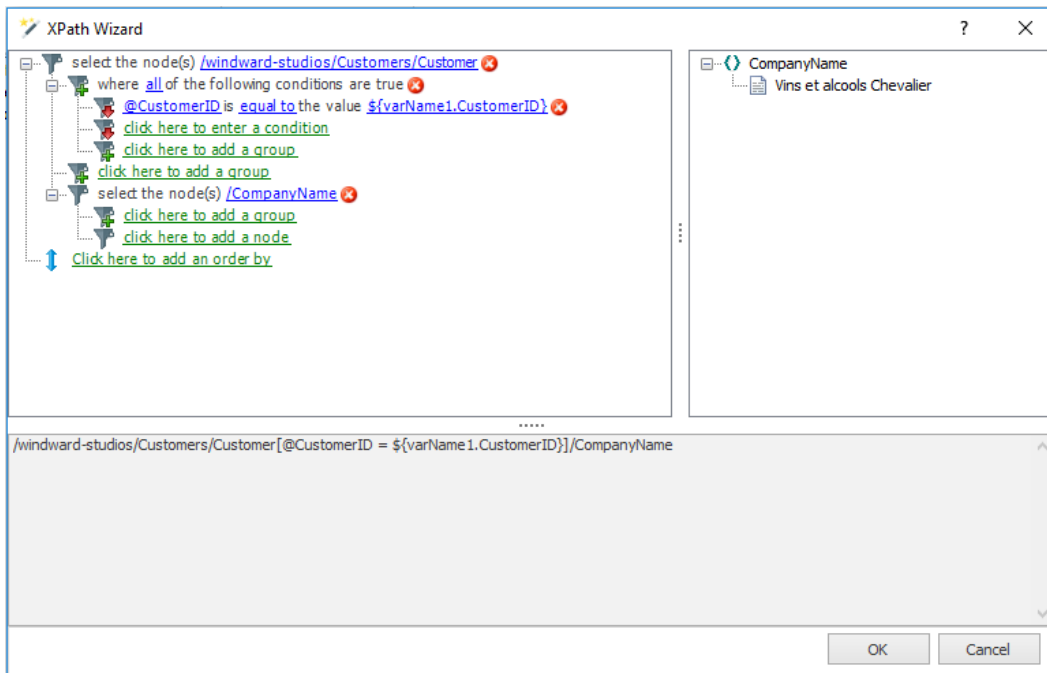 XPath Wizard
?
select the node(s) /windward-studios/Customers/Customer
where all of the following conditions are true
@CustomerID is equal to the value ${varName1.CustomerID}
click here to enter a condition
click here to add a group
click here to add a group
select the node(s) /CompanyName
click here to add a group
click here to add a node
Click here to add an order by
CompanyName
Vins et alcools Chevalier
/windward-studios/Customers/Customer[@CustomerID = ${varName1.CustomerID}]/CompanyName
OK
Cancel